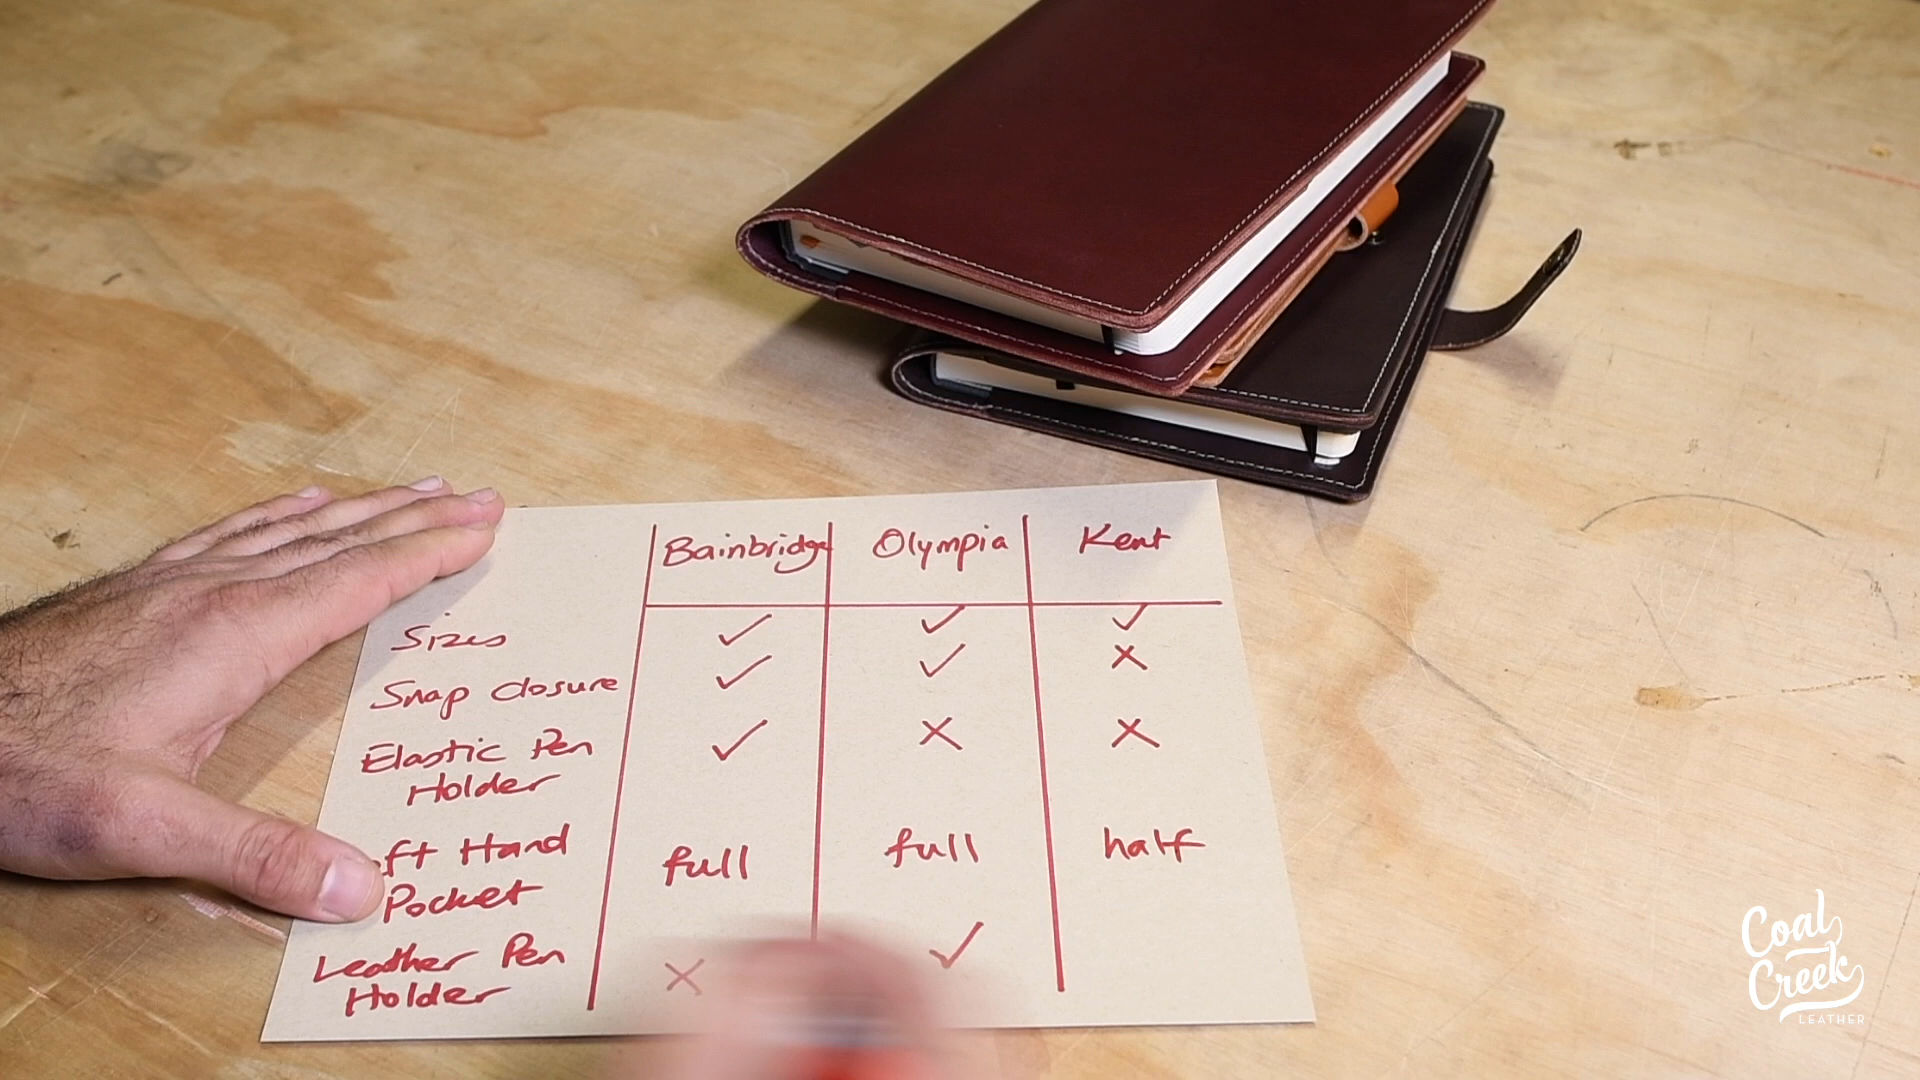 Bainbridge Olympia Kent
Sizes ✓ ✓ ✓
Snap Closure ✓ ✓ X
Elastic Pen ✓ X X
Holder
eft Hand full full half
Pocket
Leather Pen X ✓
Holder
Coal
Creek
LEATHER